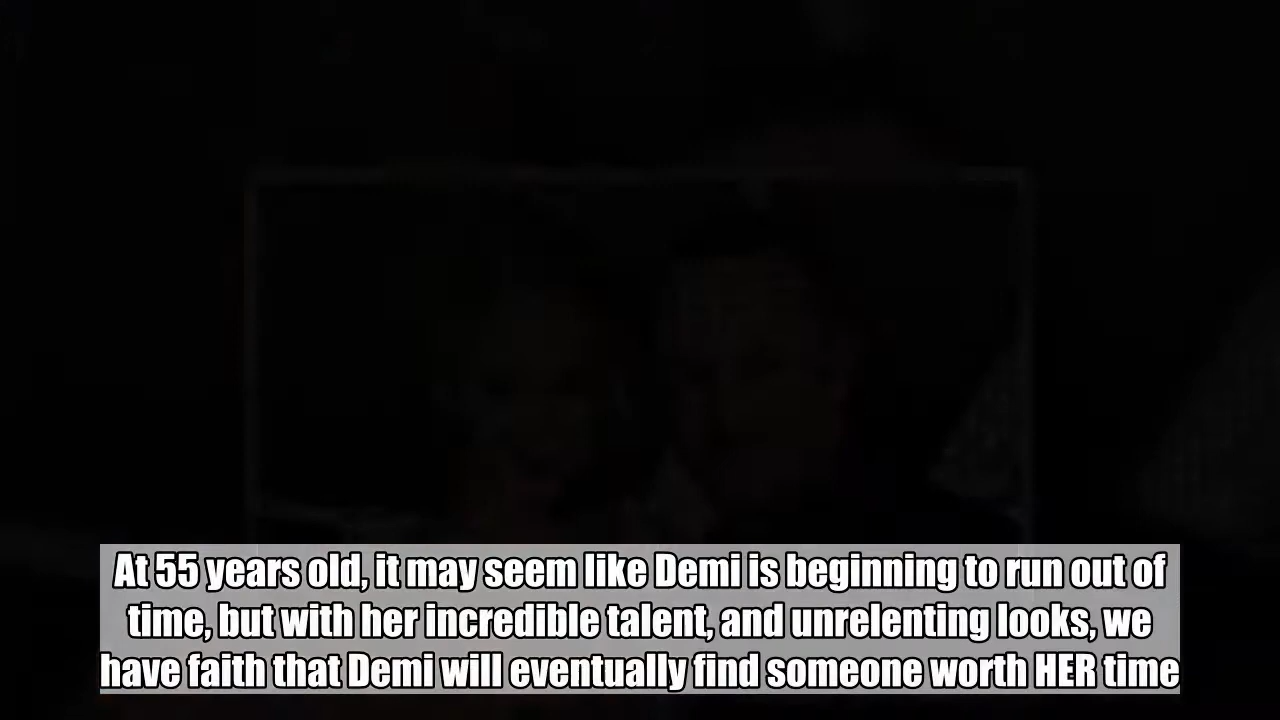 At 55 years old, it may seem like Demi is beginning to run out of
time, but with her incredible talent, and unrelenting looks, we
have faith that Demi will eventually find someone worth HER time